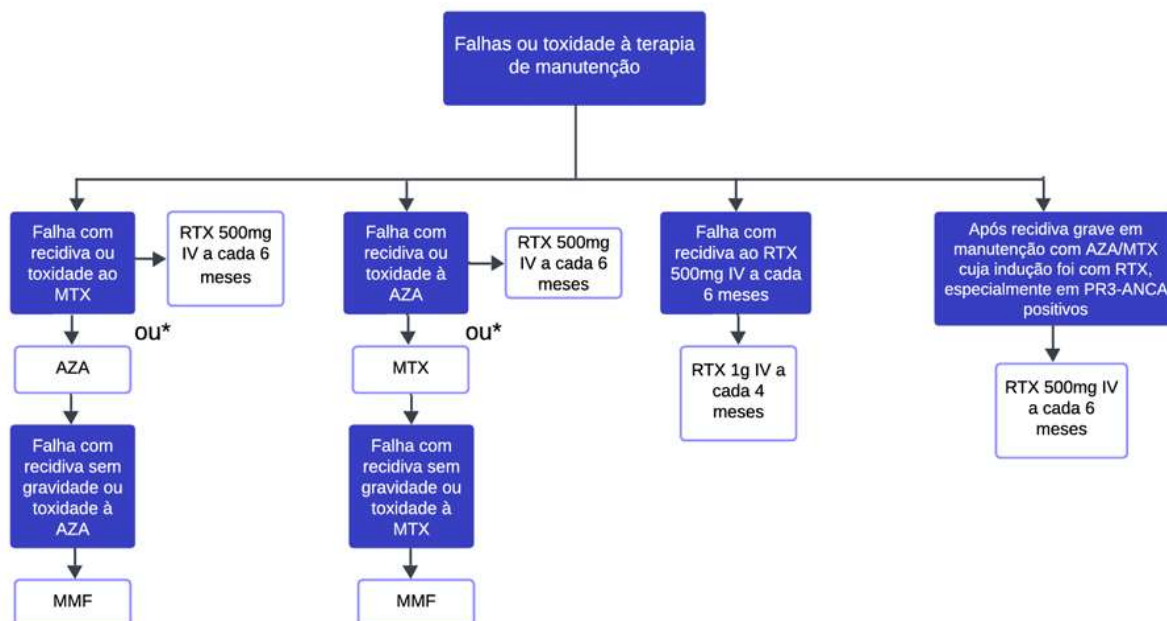 Falhas ou toxidade à terapia
de manutenção
Falha com
recidiva ou
toxidade ao
MTX
RTX 500mg
IV a cada 6
meses
ou*
AZA
Falha com
recidiva sem
gravidade ou
toxidade à
AZA
MMF
Falha com
recidiva ou
toxidade à
AZA
RTX 500mg
IV a cada 6
meses
ou*
MTX
Falha com
recidiva sem
gravidade ou
toxidade à
MTX
MMF
Falha com
recidiva ao RTX
500mg IV a cada
6 meses
RTX 1g IV a
cada 4
meses
Após recidiva grave em
manutenção com AZA/MTX
cuja indução foi com RTX,
especialmente em PR3-ANCA
positivos
RTX 500mg IV
a cada 6
meses